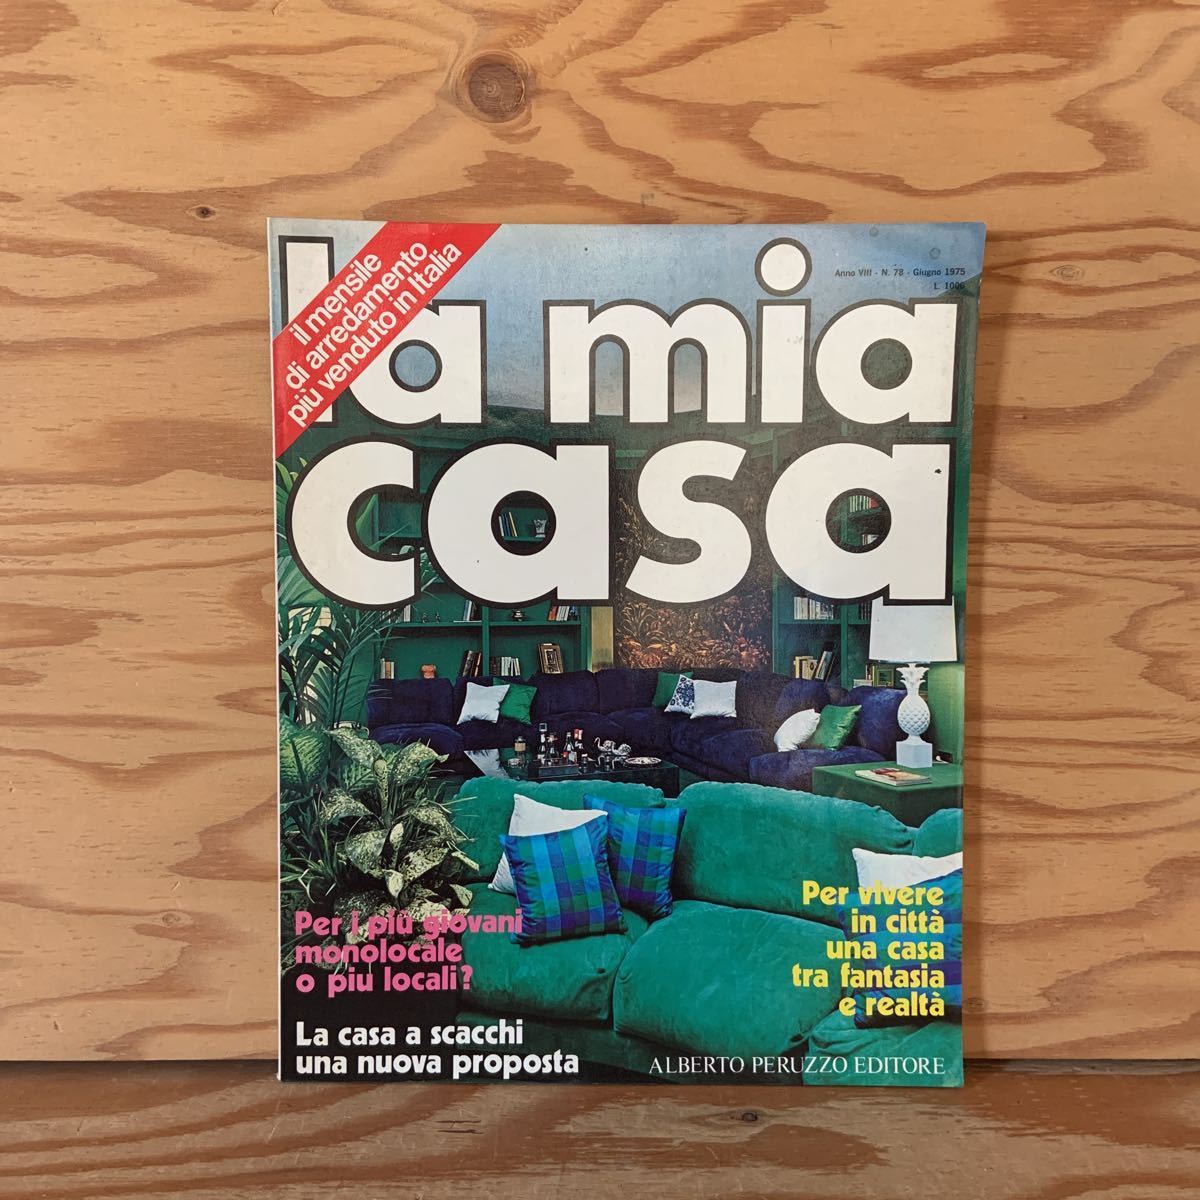 il mensile
di arredamento
più venduto in Italia
Anno VIII - N. 78 - Giugno 1975
L. 1000
la mia
casa
Per i più giovani
monolocale
o piu locali?
La casa a scacchi
una nuova proposta
Per vivere
in città
una casa
tra fantasia
e realtà
ALBERTO PERUZZO EDITORE